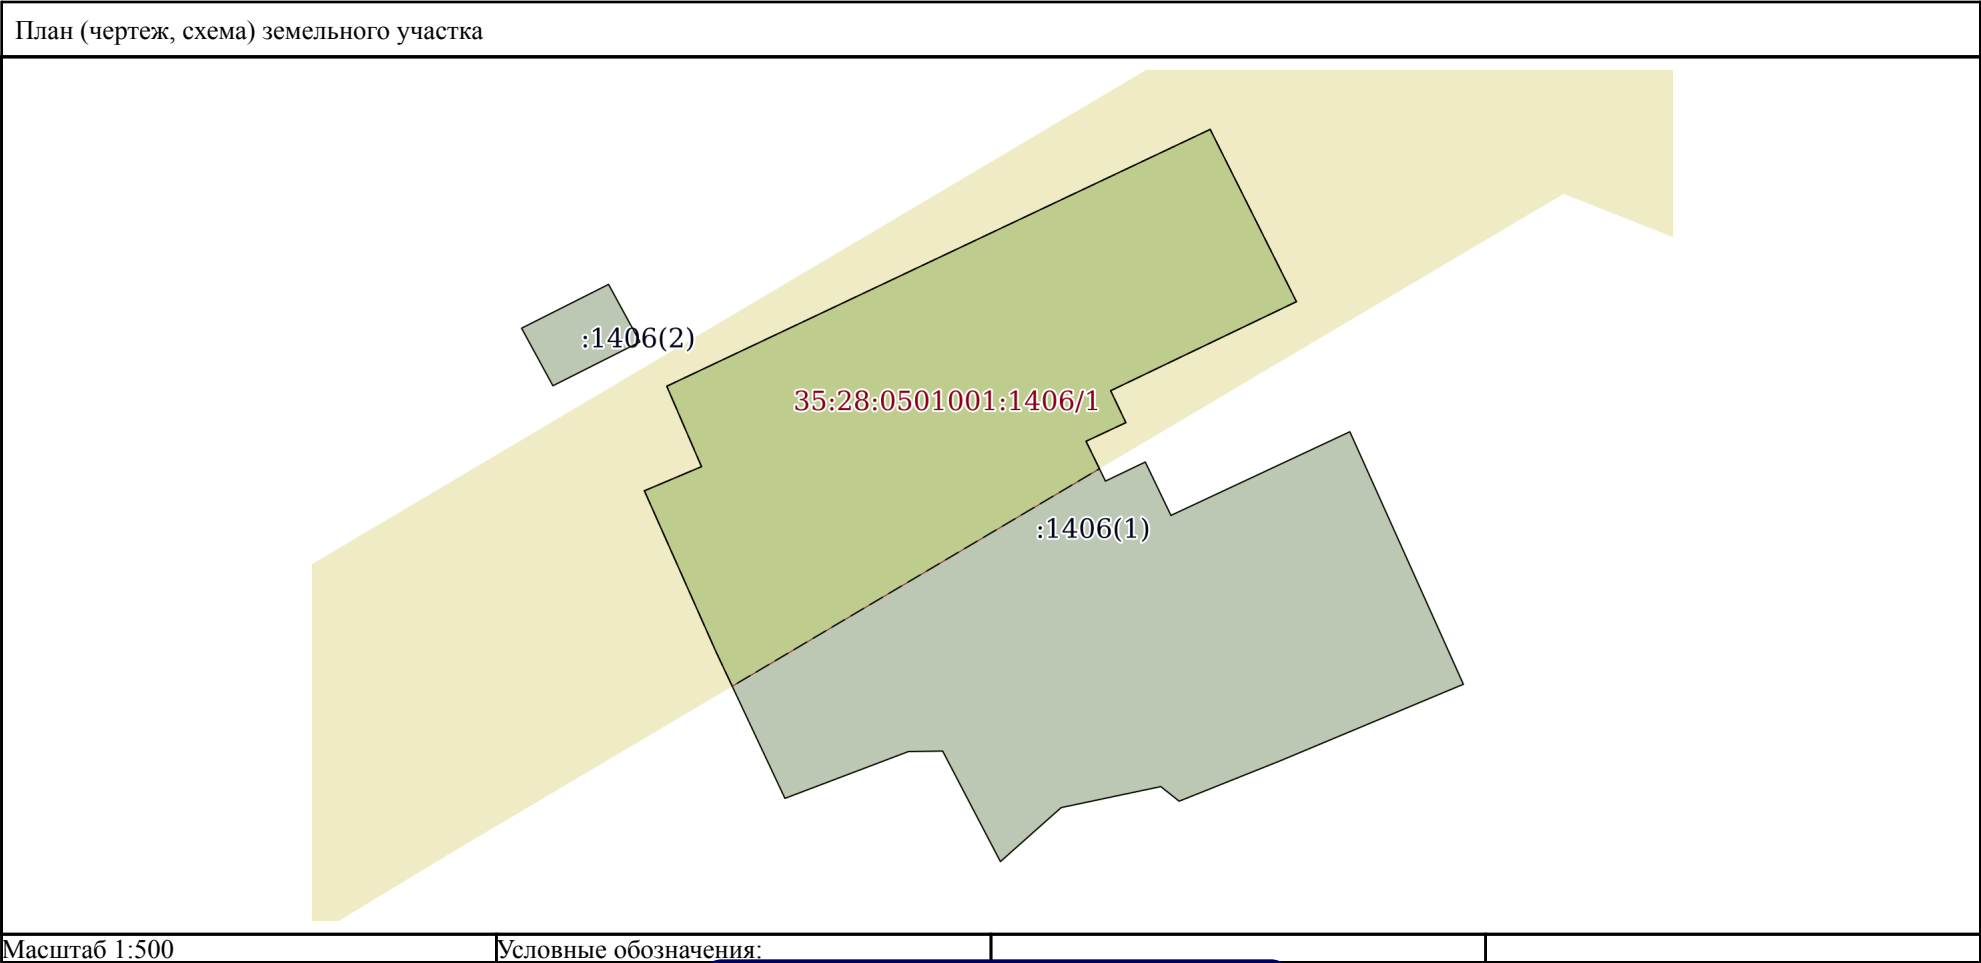 План (чертеж, схема) земельного участка
:1406(2)
35:28:0501001:1406/1
:1406(1)
Масштаб 1:500
Условные обозначения: